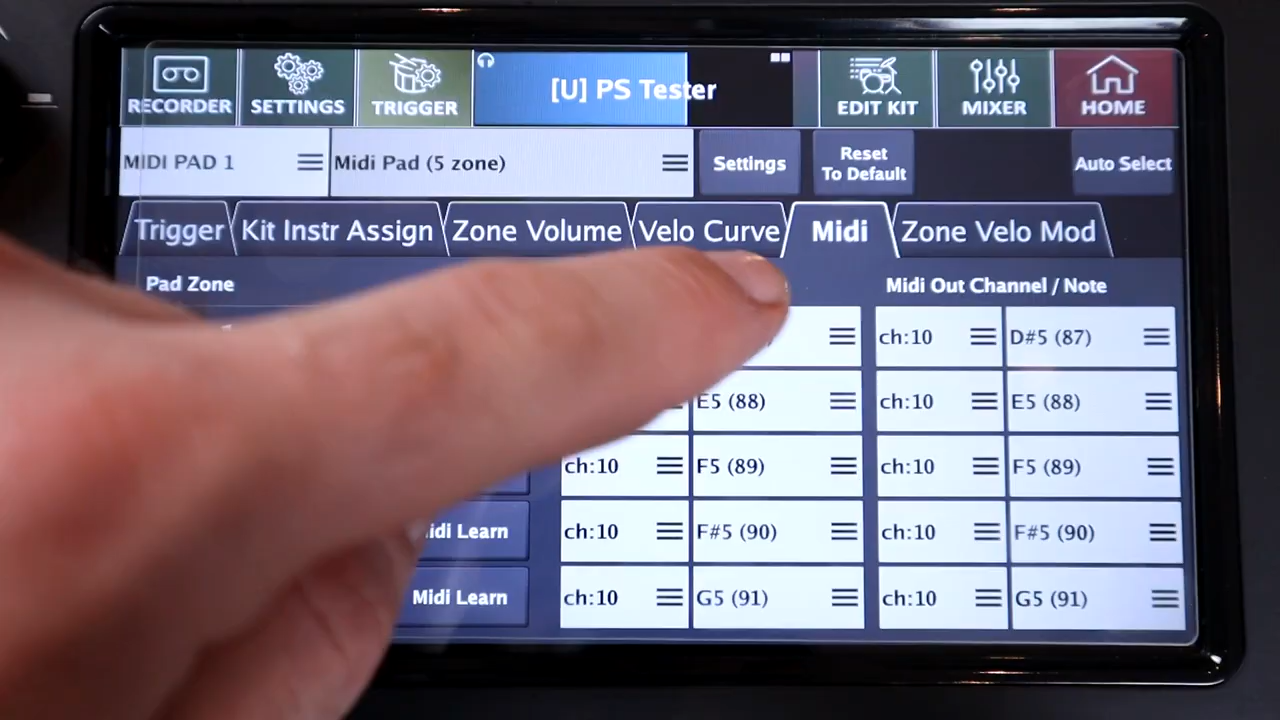 RECORDER SETTINGS TRIGGER [U] PS Tester EDIT KIT MIXER HOME
MIDI PAD 1 Midi Pad (5 zone) Settings Reset To Default Auto Select
Trigger Kit Instr Assign Zone Volume Velo Curve Midi Zone Velo Mod
Pad Zone Midi Out Channel / Note
ch:10 D#5 (87)
E5 (88) ch:10 E5 (88)
ch:10 F5 (89) ch:10 F5 (89)
Learn ch:10 F#5 (90) ch:10 F#5 (90)
Midi Learn ch:10 G5 (91) ch:10 G5 (91)